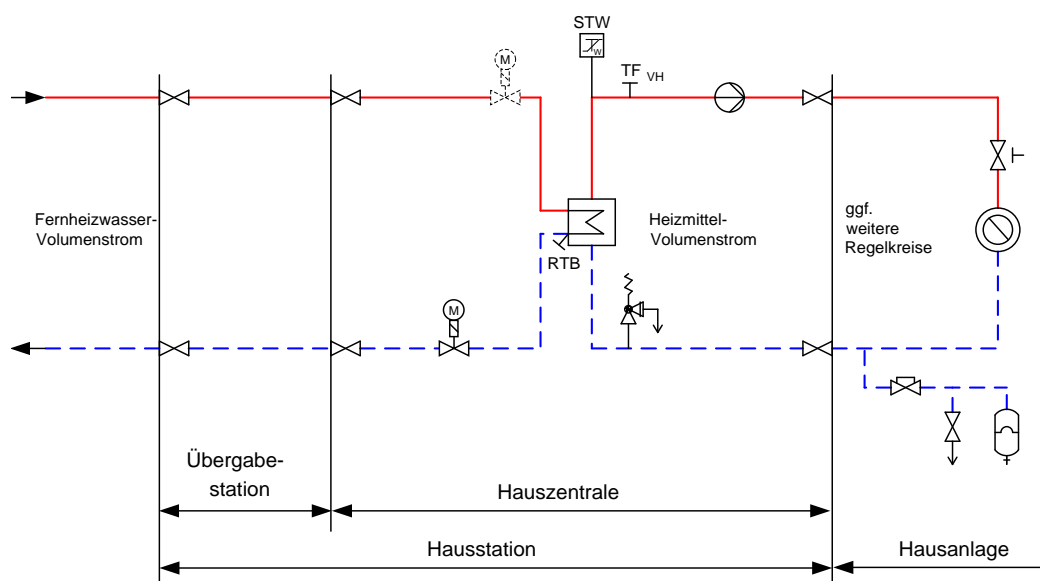 STW
W
M
TF VH
Fernheizwasser-
-Volumenstrom
Heizmittel-
-Volumenstrom
ggf.
weitere
Regelkreise
RTB
M
Übergabe-
station
Hauszentrale
Hausstation
Hausanlage